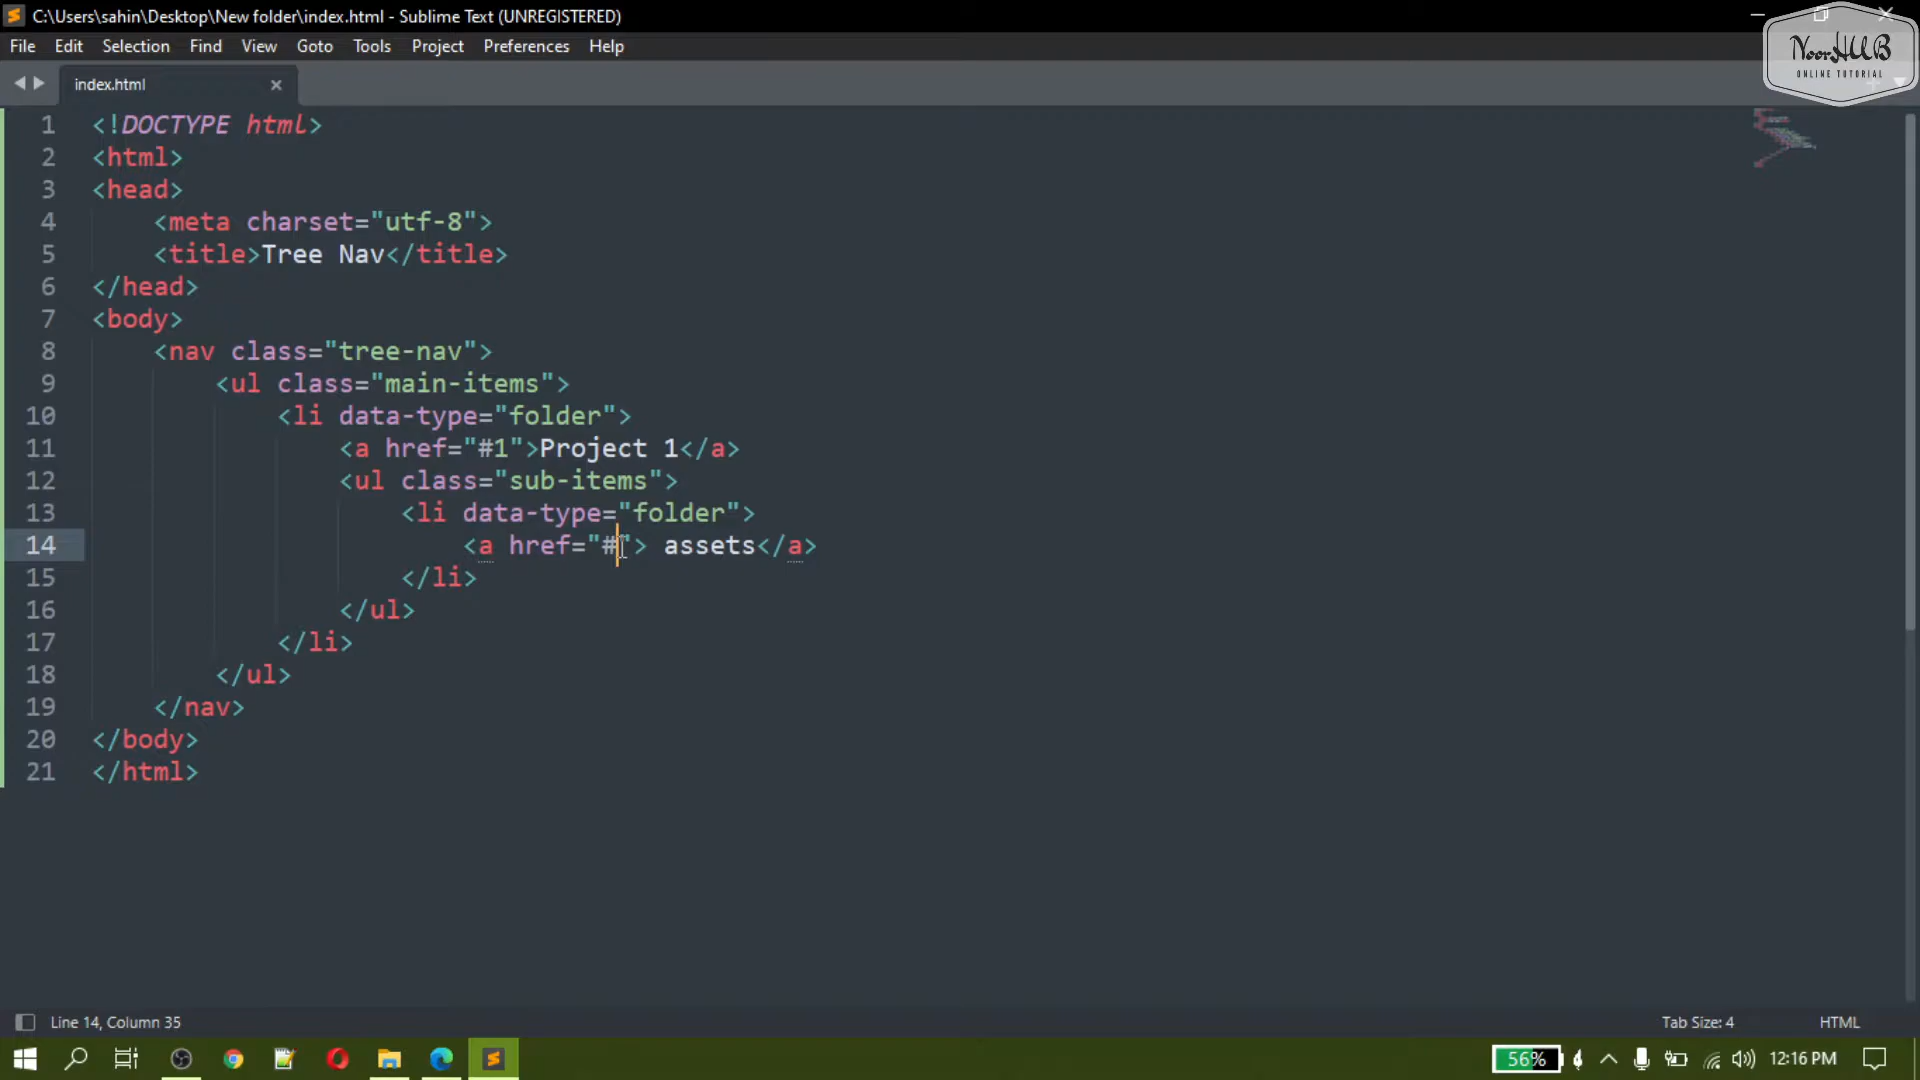 C:\Users\sahin\Desktop\New folder\index.html - Sublime Text (UNREGISTERED)
File Edit Selection Find View Goto Tools Project Preferences Help
NoorHUB
ONLINE TUTORIAL
index.html
1 <!DOCTYPE html>
2 <html>
3 <head>
4 <meta charset="utf-8">
5 <title>Tree Nav</title>
6 </head>
7 <body>
8 <nav class="tree-nav">
9 <ul class="main-items">
10 <li data-type="folder">
11 <a href="#1">Project 1</a>
12 <ul class="sub-items">
13 <li data-type="folder">
14 <a href="#"> assets</a>
15 </li>
16 </ul>
17 </li>
18 </ul>
19 </nav>
20 </body>
21 </html>
Line 14, Column 35 Tab Size: 4 HTML
56% 12:16 PM